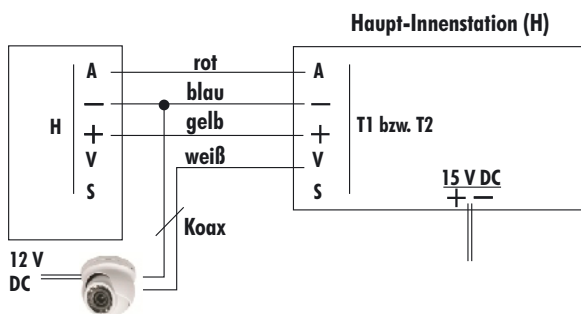 Haupt-Innenstation (H)
A rot A
— blau —
H + gelb + T1 bzw. T2
V weiß V
S S
15 V DC
+ —
Koax
12 V
DC